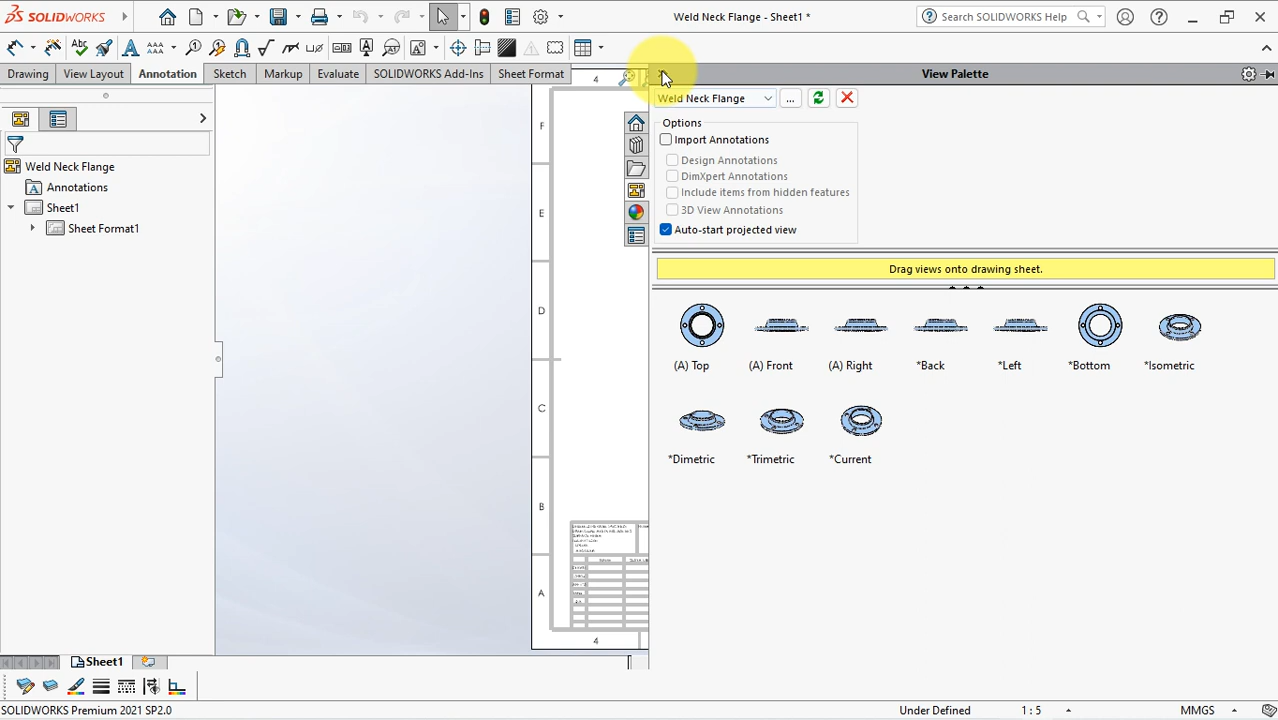 SOLIDWORKS
Weld Neck Flange - Sheet1 *
Search SOLIDWORKS Help
Drawing
View Layout
Annotation
Sketch
Markup
Evaluate
SOLIDWORKS Add-Ins
Sheet Format
4
View Palette
Weld Neck Flange
...
Options
Import Annotations
Design Annotations
DimXpert Annotations
Include items from hidden features
3D View Annotations
Auto-start projected view
Drag views onto drawing sheet.
(A) Top
(A) Front
(A) Right
*Back
*Left
*Bottom
*Isometric
*Dimetric
*Trimetric
*Current
Weld Neck Flange
Annotations
Sheet1
Sheet Format1
F
E
D
C
B
A
4
Sheet1
SOLIDWORKS Premium 2021 SP2.0
Under Defined
1 : 5
MMGS